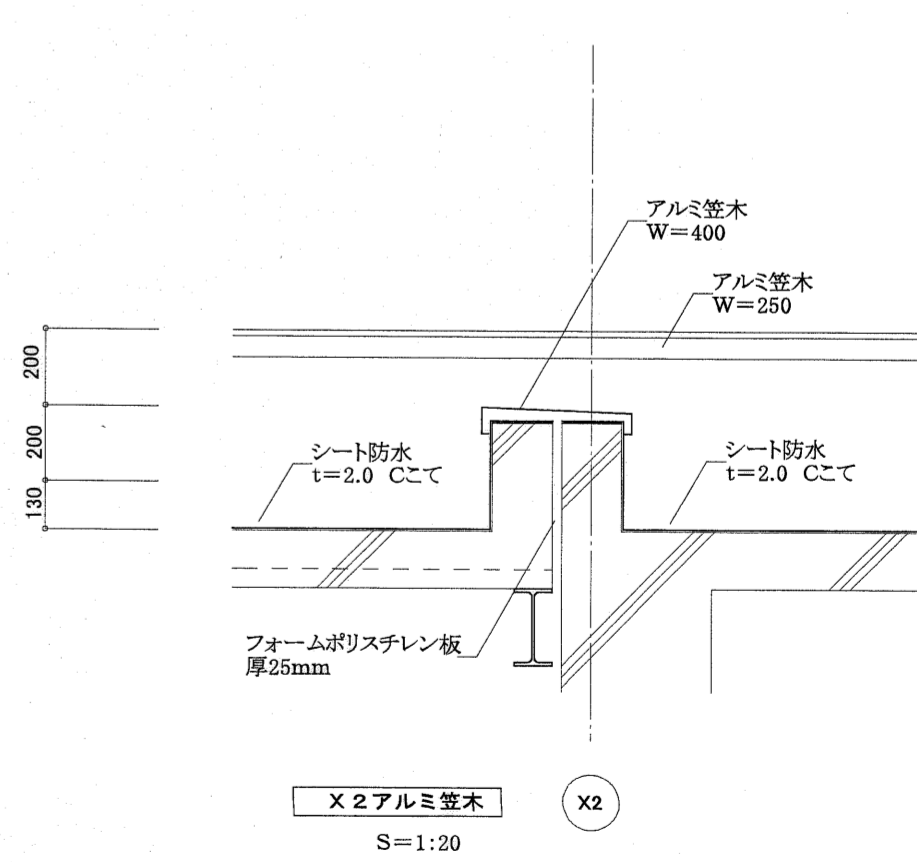 アルミ笠木
W=400
アルミ笠木
W=250
200
200
130
シート防水
t=2.0 Cこて
シート防水
t=2.0 Cこて
フォームポリスチレン板
厚25mm
X2アルミ笠木
X2
S=1:20